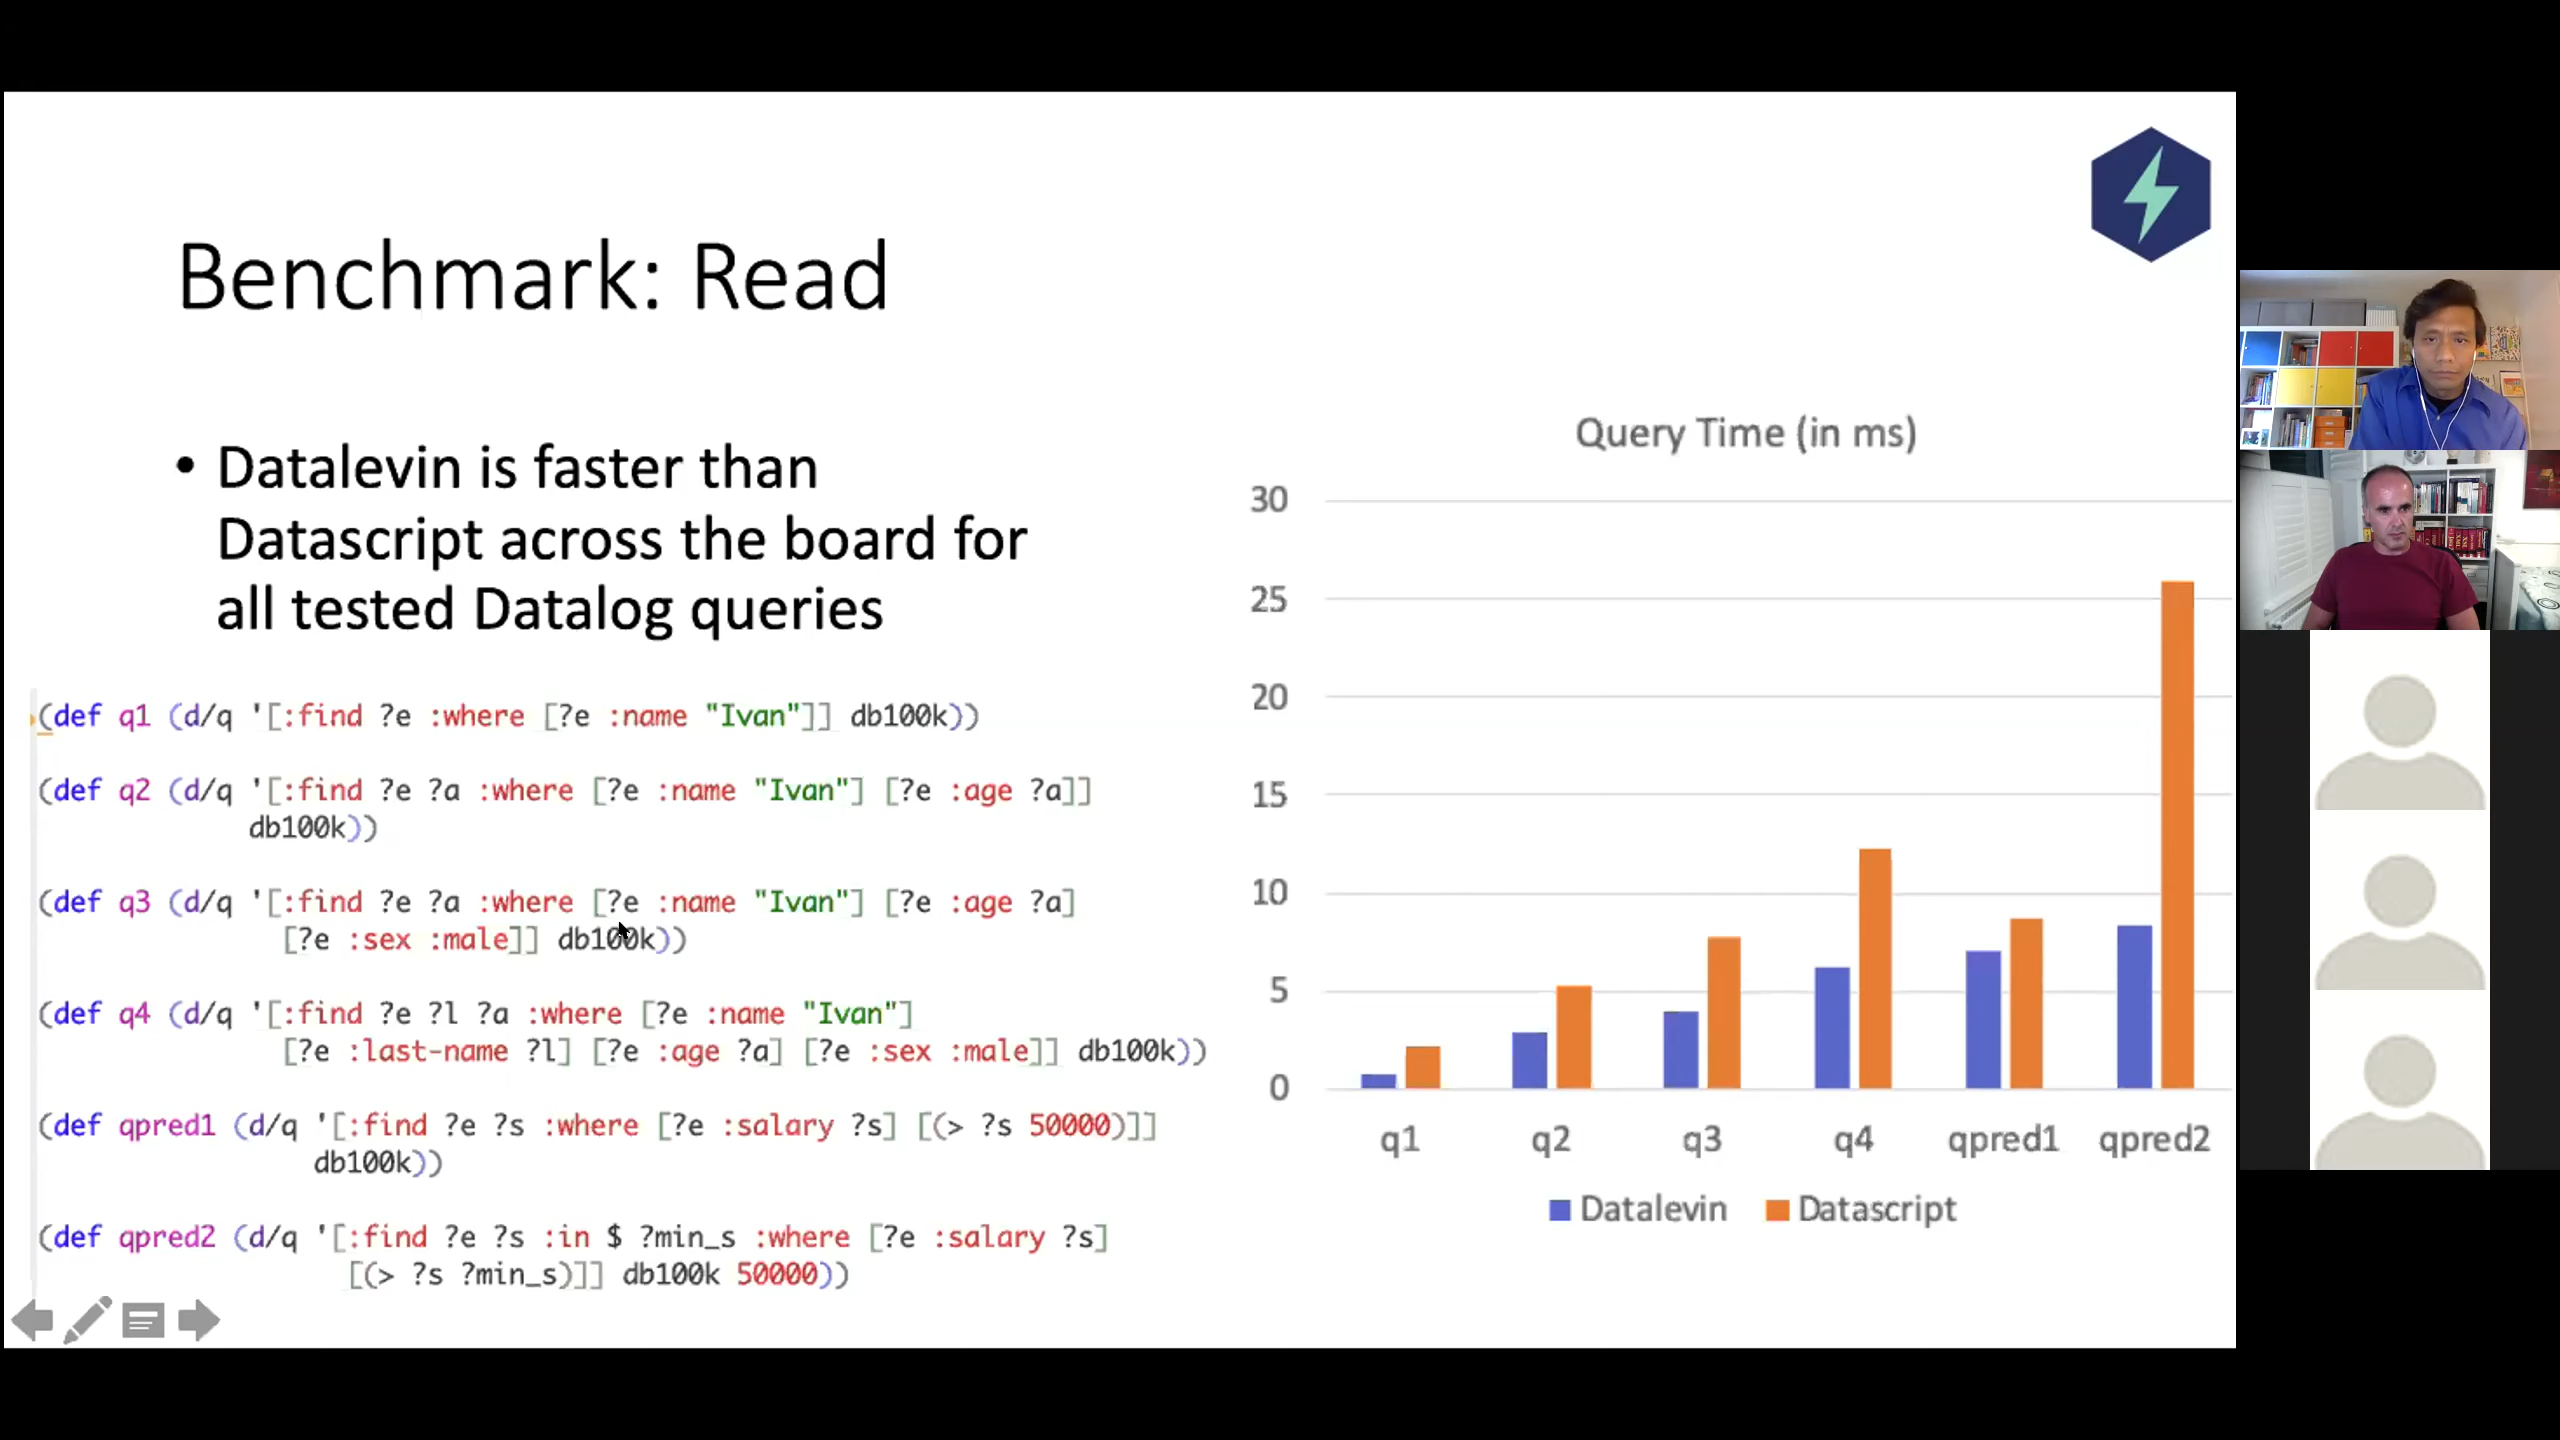 Benchmark: Read
• Datalevin is faster than
Datascript across the board for
all tested Datalog queries
(def q1 (d/q '[:find ?e :where [?e :name "Ivan"]] db100k))
(def q2 (d/q '[:find ?e ?a :where [?e :name "Ivan"] [?e :age ?a]]
db100k))
(def q3 (d/q '[:find ?e ?a :where [?e :name "Ivan"] [?e :age ?a]
[?e :sex :male]] db100k))
(def q4 (d/q '[:find ?e ?l ?a :where [?e :name "Ivan"]
[?e :last-name ?l] [?e :age ?a] [?e :sex :male]] db100k))
(def qpred1 (d/q '[:find ?e ?s :where [?e :salary ?s] [(> ?s 50000)]]
db100k))
(def qpred2 (d/q '[:find ?e ?s :in $ ?min_s :where [?e :salary ?s]
[(> ?s ?min_s)]] db100k 50000))
Query Time (in ms)
30
25
20
15
10
5
0
q1 q2 q3 q4 qpred1 qpred2
Datalevin Datascript